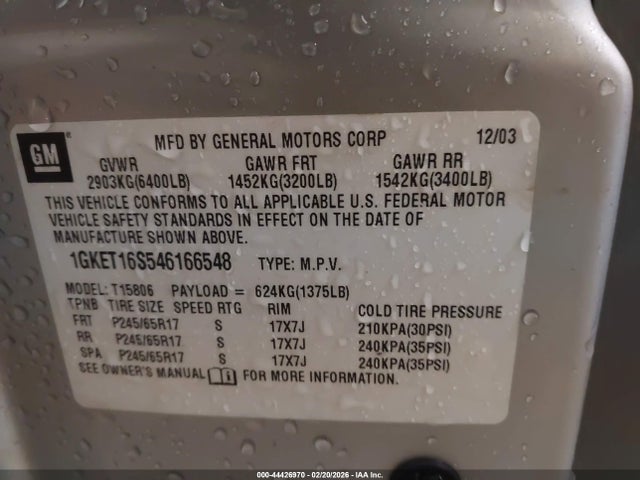 GM
MFD BY GENERAL MOTORS CORP 12/03
GVWR GAWR FRT GAWR RR
2903KG(6400LB) 1452KG(3200LB) 1542KG(3400LB)
THIS VEHICLE CONFORMS TO ALL APPLICABLE U.S. FEDERAL MOTOR
VEHICLE SAFETY STANDARDS IN EFFECT ON THE DATE OF
MANUFACTURE SHOWN ABOVE.
1GKET16S546166548 TYPE: M.P.V.
MODEL: T15806 PAYLOAD = 624KG(1375LB)
TPNB TIRE SIZE SPEED RTG RIM COLD TIRE PRESSURE
FRT P245/65R17 S 17X7J 210KPA(30PSI)
RR P245/65R17 S 17X7J 240KPA(35PSI)
SPA P245/65R17 S 17X7J 240KPA(35PSI)
SEE OWNER'S MANUAL FOR MORE INFORMATION.
000-44426970 - 02/20/2026 - IAA Inc.